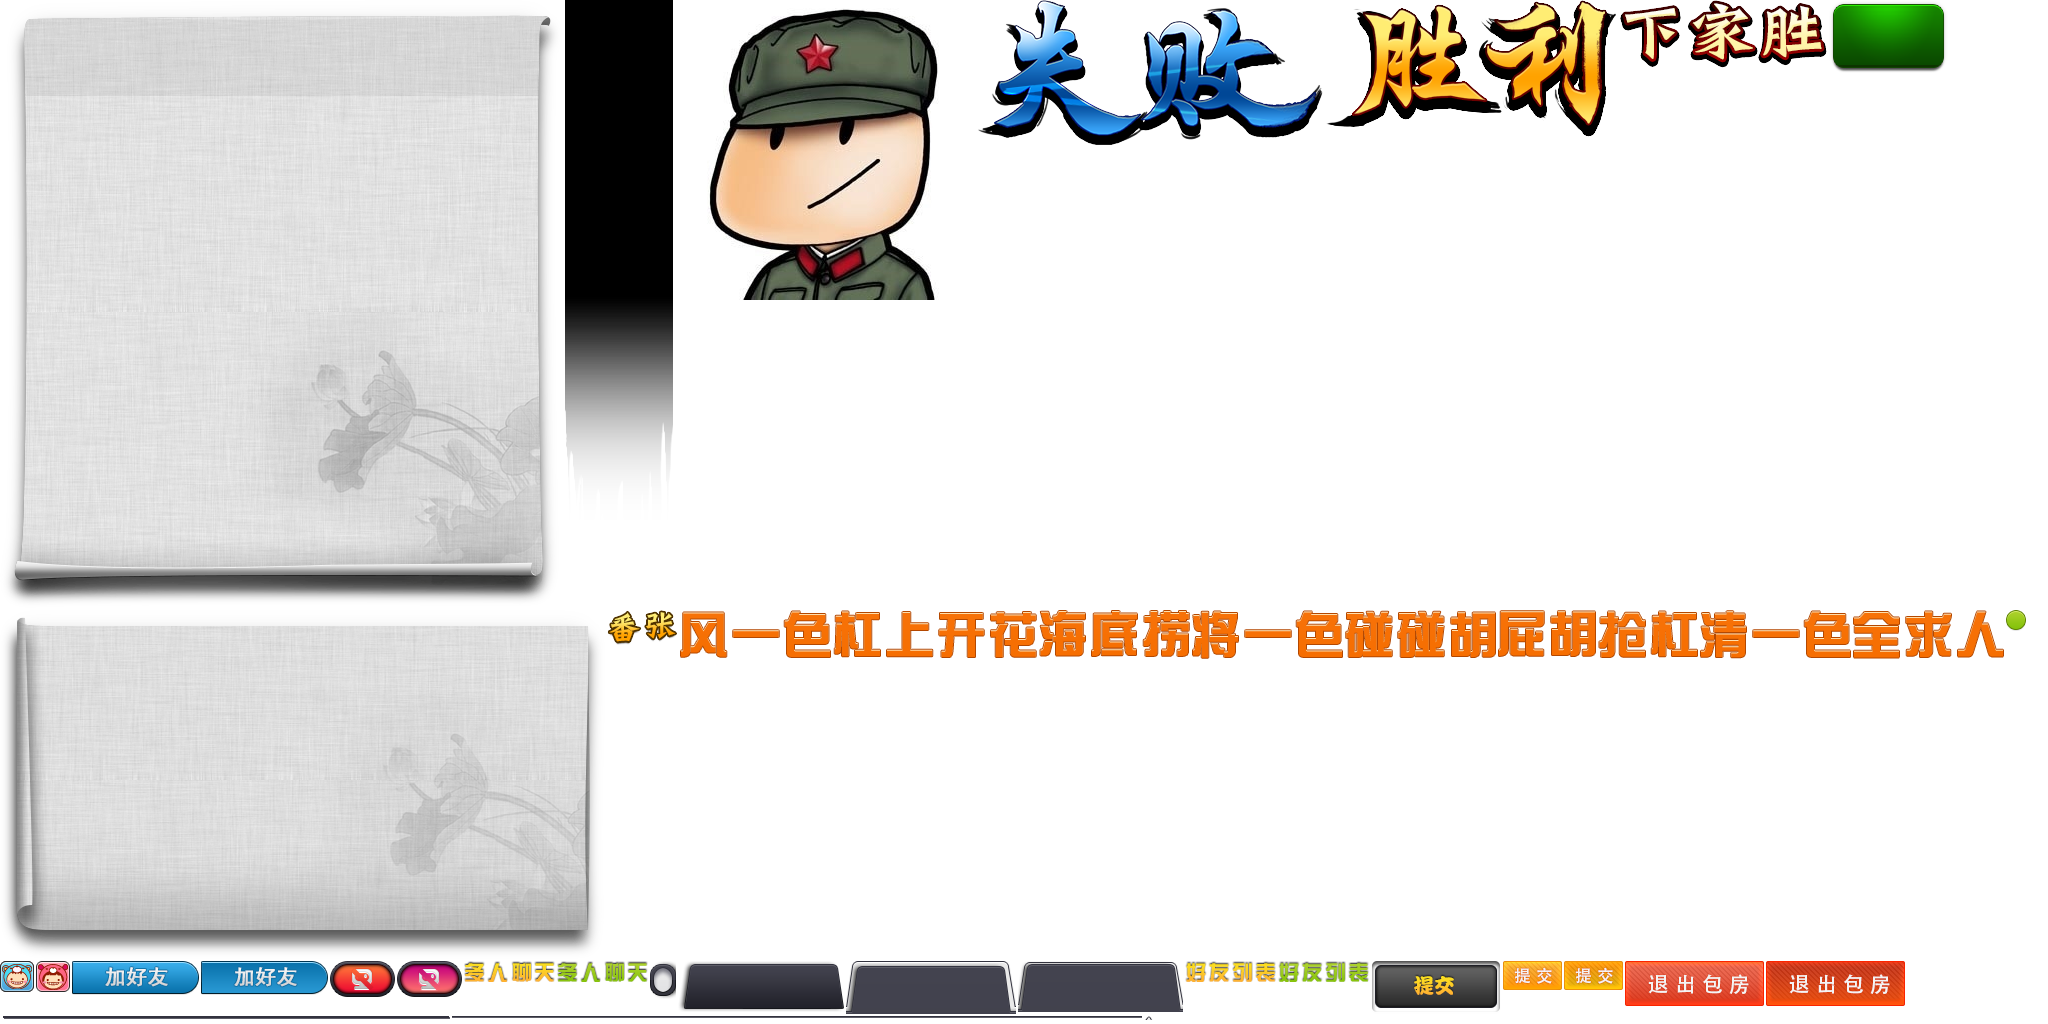 失败
胜利
下家胜
番张
风一色杠上开花海底捞将一色碰碰胡屁胡抢杠清一色全求人
加好友
加好友
多人聊天多人聊天
好友列表好友列表
提交
提交
提交
退出包房
退出包房